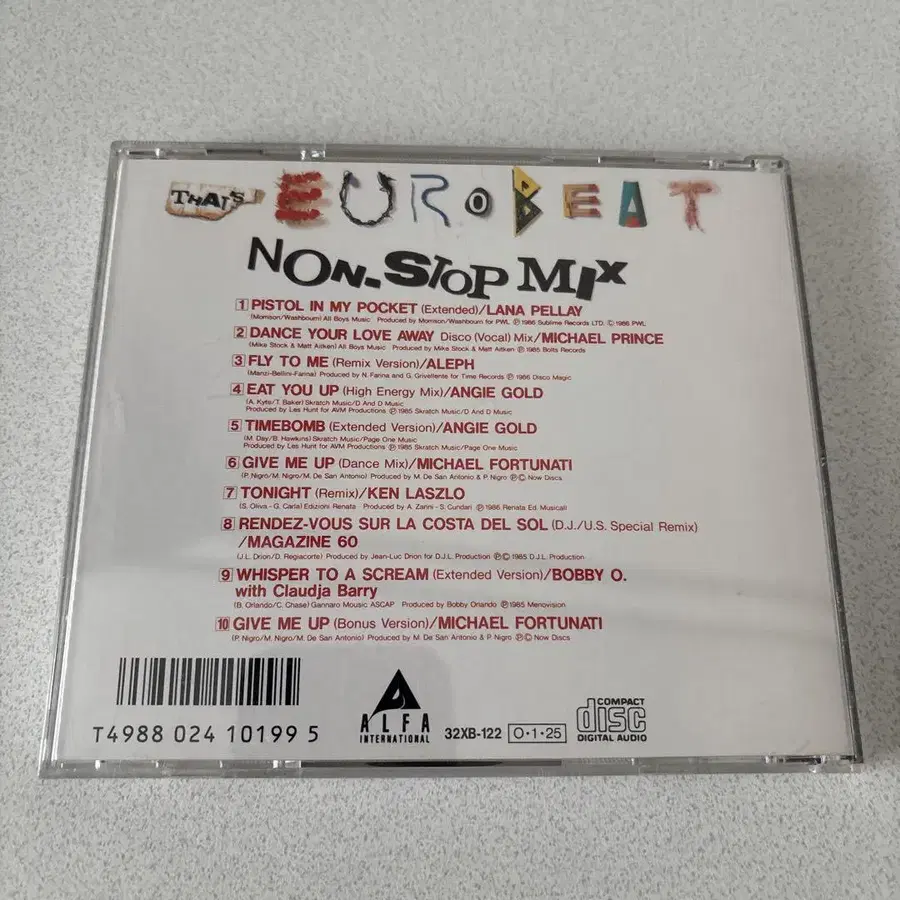 THAT'S EUROBEAT
NON-STOP MIX
1 PISTOL IN MY POCKET (Extended)/LANA PELLAY
(Morrison/Washbourn) All Boys Music Produced by Morrison/Washbourn for PWL Ⓟ 1986 Sublime Records LTD. © 1986 PWL
2 DANCE YOUR LOVE AWAY Disco (Vocal) Mix/MICHAEL PRINCE
(Mike Stock & Matt Aitken) All Boys Music Produced by Mike Stock & Matt Aitken Ⓟ 1985 Bolts Records
3 FLY TO ME (Remix Version)/ALEPH
(Manzi-Bellini-Farina) Produced by N. Farina and G. Grivellente for Time Records Ⓟ 1986 Disco Magic
4 EAT YOU UP (High Energy Mix)/ANGIE GOLD
(A. Kyte/T. Baker) Skratch Music/D And D Music
Produced by Les Hunt for AVM Productions Ⓟ 1985 Skratch Music/D And D Music
5 TIMEBOMB (Extended Version)/ANGIE GOLD
(M. Day/B. Hawkins) Skratch Music/Page One Music
Produced by Les Hunt for AVM Productions Ⓟ 1985 Skratch Music/Page One Music
6 GIVE ME UP (Dance Mix)/MICHAEL FORTUNATI
(P. Nigro/M. Nigro/M. De San Antonio) Produced by M. De San Antonio & P. Nigro Ⓟ© Now Discs
7 TONIGHT (Remix)/KEN LASZLO
(S. Oliva - G. Carla) Edizioni Renata Produced by A. Zanni - S. Cundari Ⓟ 1986 Renata Ed. Musicali
8 RENDEZ-VOUS SUR LA COSTA DEL SOL (D.J./U.S. Special Remix)
/MAGAZINE 60
(J.L. Drion/D. Regiacorte) Produced by Jean-Luc Drion for D.J.L. Production Ⓟ© 1985 D.J.L. Production
9 WHISPER TO A SCREAM (Extended Version)/BOBBY O.
with Claudja Barry
(B. Orlando/C. Chase) Gannaro Mousic ASCAP Produced by Bobby Orlando Ⓟ 1985 Menovision
10 GIVE ME UP (Bonus Version)/MICHAEL FORTUNATI
(P. Nigro/M. Nigro/M. De San Antonio) Produced by M. De San Antonio & P. Nigro Ⓟ© Now Discs
T4988 024 10199 5
ALFA
INTERNATIONAL
32XB-122 O·1·25
COMPACT
disc
DIGITAL AUDIO